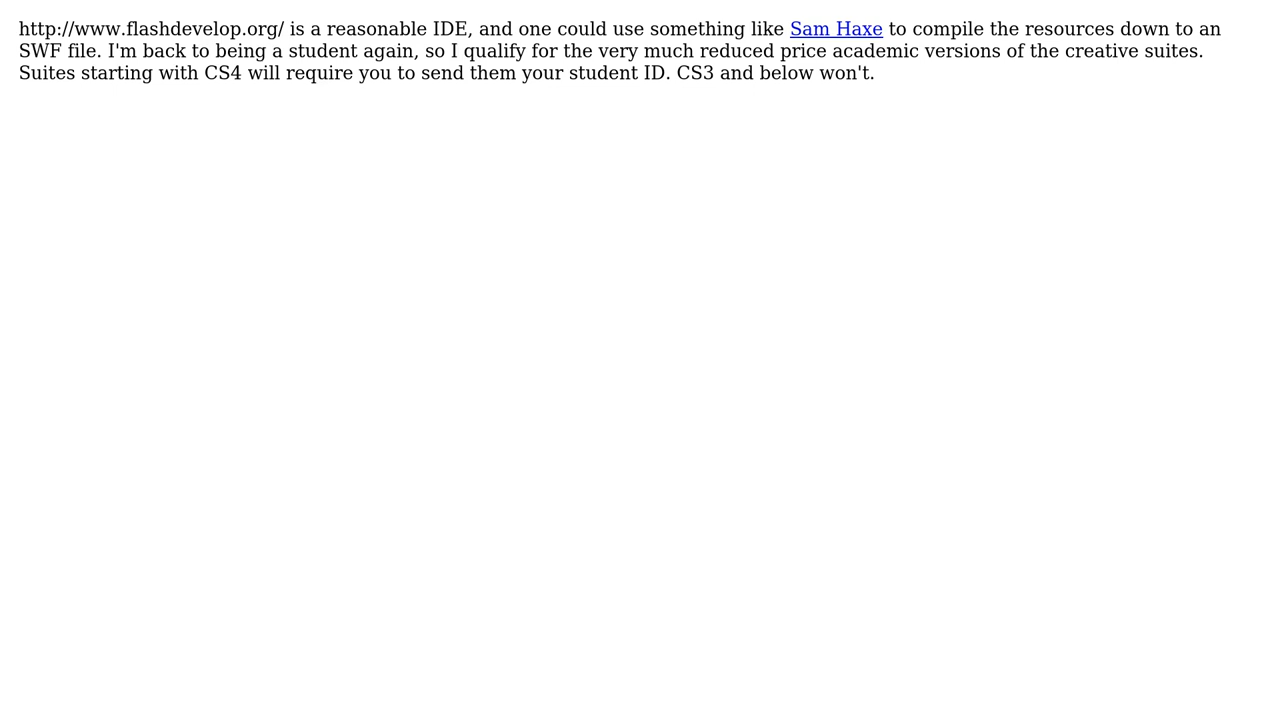 http://www.flashdevelop.org/ is a reasonable IDE, and one could use something like Sam Haxe to compile the resources down to an
SWF file. I'm back to being a student again, so I qualify for the very much reduced price academic versions of the creative suites.
Suites starting with CS4 will require you to send them your student ID. CS3 and below won't.